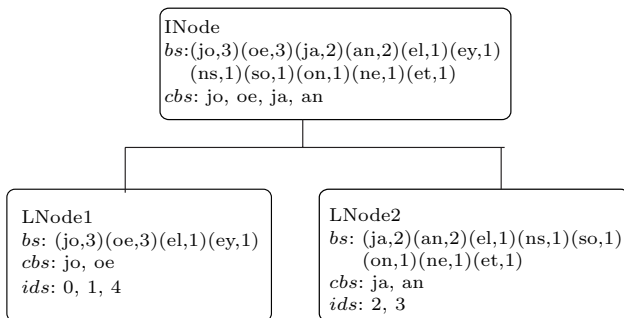 INode
bs:(jo,3)(oe,3)(ja,2)(an,2)(el,1)(ey,1)
(ns,1)(so,1)(on,1)(ne,1)(et,1)
cbs: jo, oe, ja, an
LNode1
bs: (jo,3)(oe,3)(el,1)(ey,1)
cbs: jo, oe
ids: 0, 1, 4
LNode2
bs: (ja,2)(an,2)(el,1)(ns,1)(so,1)
(on,1)(ne,1)(et,1)
cbs: ja, an
ids: 2, 3